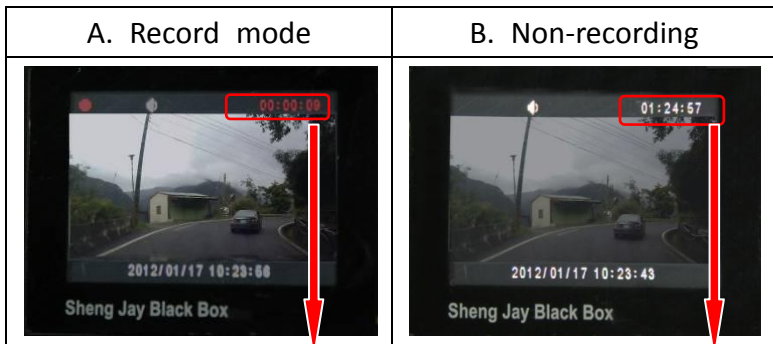 A. Record mode
B. Non-recording
00:00:09
2012/01/17 10:23:56
Sheng Jay Black Box
01:24:57
2012/01/17 10:23:43
Sheng Jay Black Box